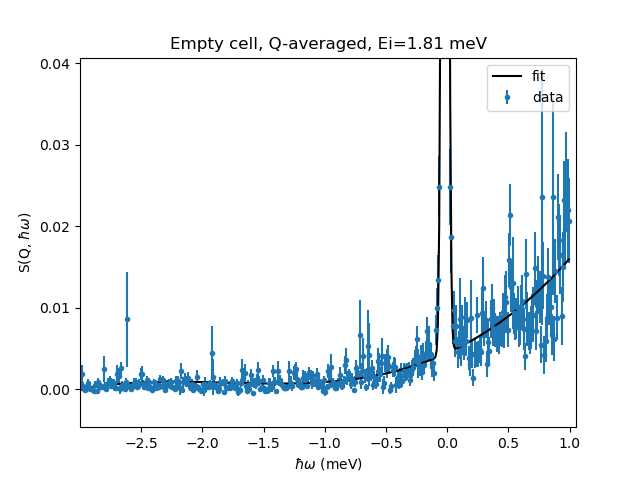 Empty cell, Q-averaged, Ei=1.81 meV
fit
data
S(Q, ℏω)
0.04
0.03
0.02
0.01
0.00
−2.5 −2.0 −1.5 −1.0 −0.5 0.0 0.5 1.0
ℏω (meV)